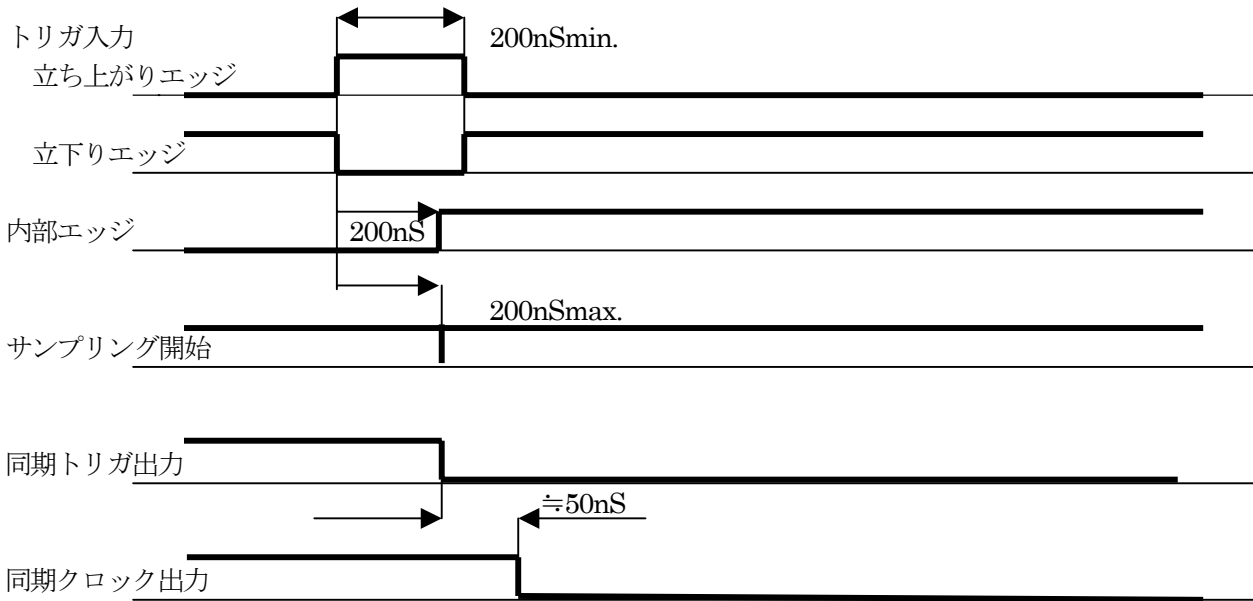 トリガ入力
200nSmin.
立ち上がりエッジ
立下りエッジ
内部エッジ
200nS
200nSmax.
サンプリング開始
同期トリガ出力
≒50nS
同期クロック出力